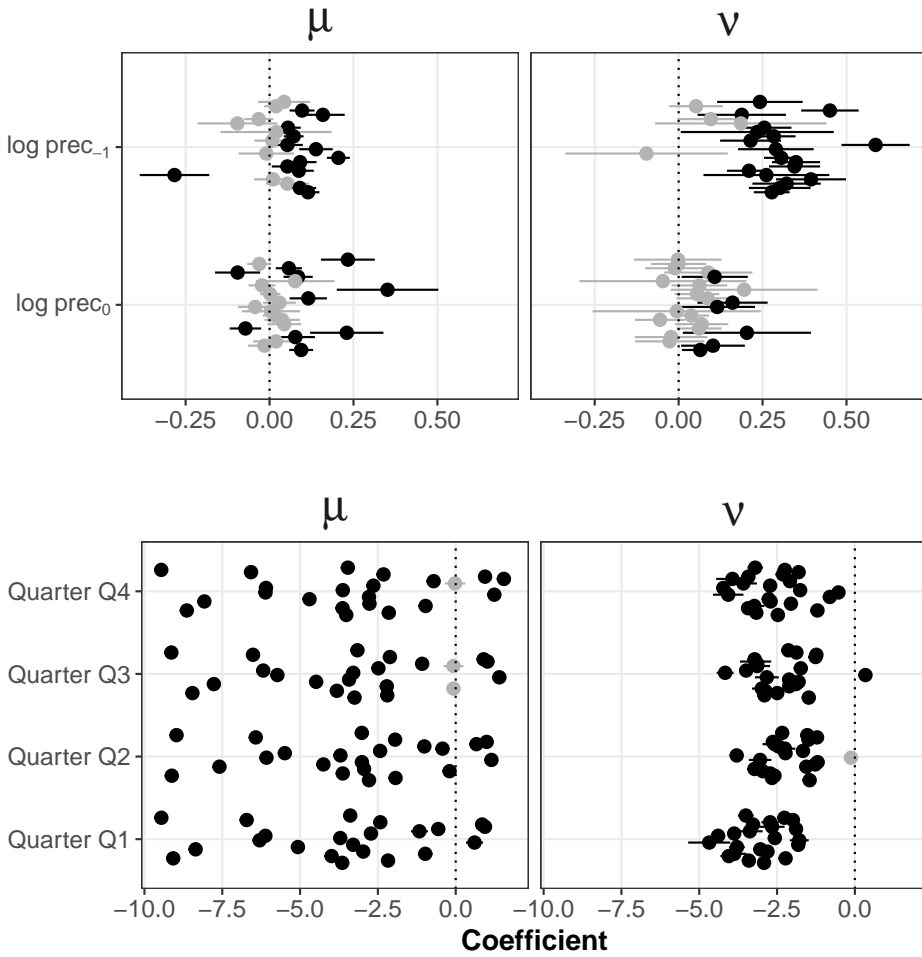 μ ν
log prec₋₁
log prec₀
−0.25 0.00 0.25 0.50 −0.25 0.00 0.25 0.50
μ ν
Quarter Q4
Quarter Q3
Quarter Q2
Quarter Q1
−10.0 −7.5 −5.0 −2.5 0.0 −10.0 −7.5 −5.0 −2.5 0.0
Coefficient